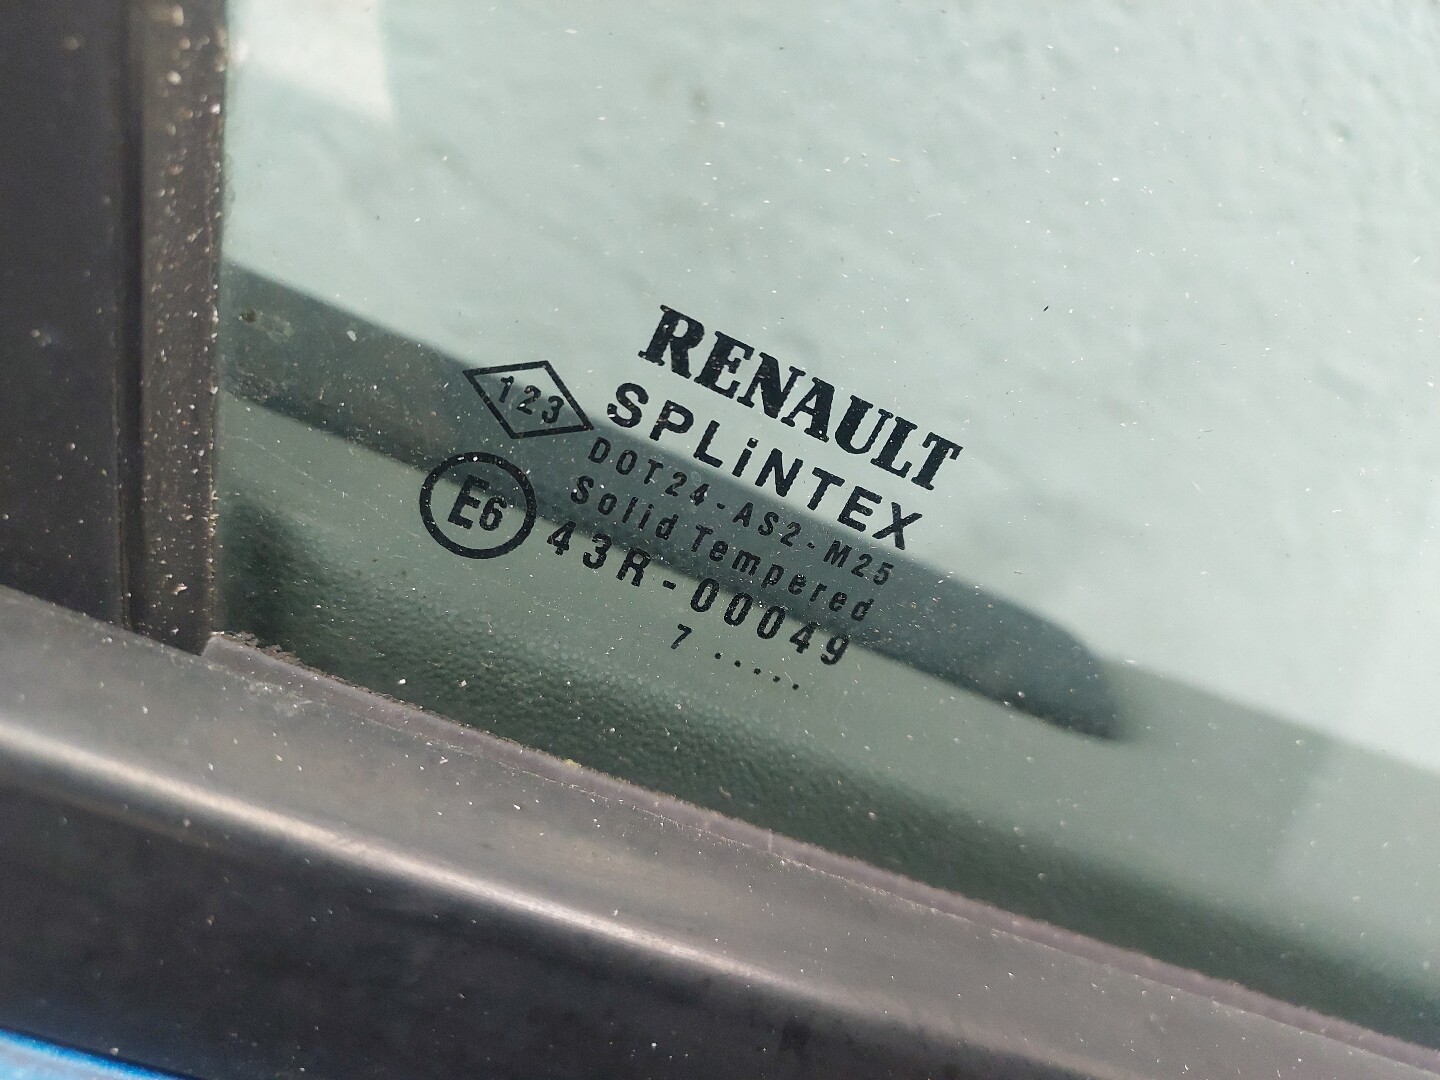 RENAULT
123
SPLiNTEX
DOT24-AS2-M25
Solid Tempered
E6
43R-00049
7 .....